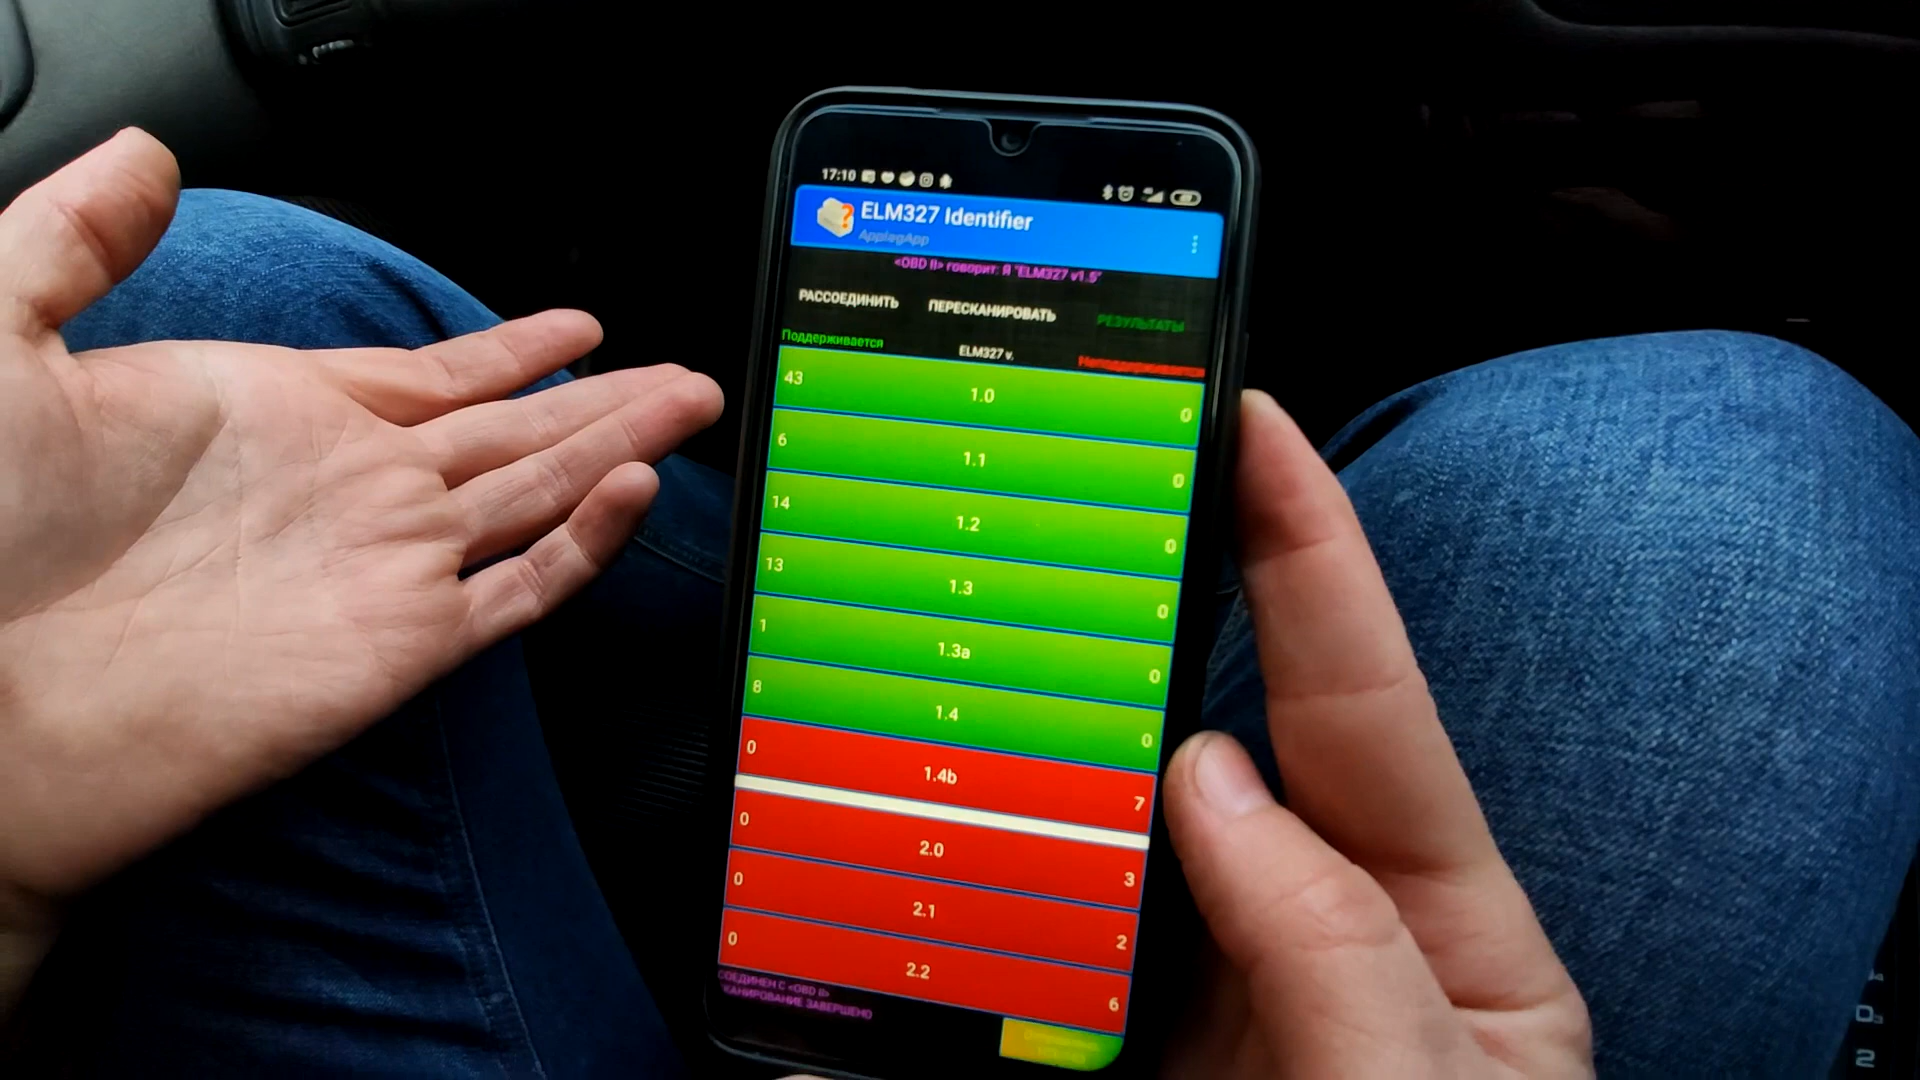 17:10
ELM327 Identifier
ApplagApp
<OBD II> говорит: Я "ELM327 v1.5"
РАССОЕДИНИТЬ ПЕРЕСКАНИРОВАТЬ РЕЗУЛЬТАТЫ
Поддерживается ELM327 v. Неподдерживается
43 1.0 0
6 1.1 0
14 1.2 0
13 1.3 0
1 1.3a 0
8 1.4 0
0 1.4b 7
0 2.0 3
0 2.1 2
0 2.2 6
СОЕДИНЕН С <OBD II>
КАНИРОВАНИЕ ЗАВЕРШЕНО